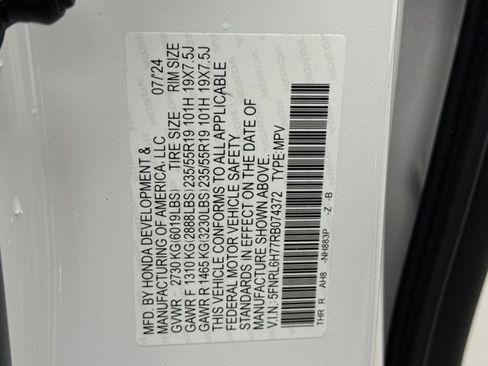 MFD. BY HONDA DEVELOPMENT & 07/'24
MANUFACTURING OF AMERICA, LLC
GVWR 2730 KG (6019LBS) TIRE SIZE RIM SIZE
GAWR F 1310 KG (2888LBS) 235/55R19 101H 19X7.5J
GAWR R 1465 KG (3230LBS) 235/55R19 101H 19X7.5J
THIS VEHICLE CONFORMS TO ALL APPLICABLE
FEDERAL MOTOR VEHICLE SAFETY
STANDARDS IN EFFECT ON THE DATE OF
MANUFACTURE SHOWN ABOVE.
V.I.N.: 5FNRL6H77RB074372 TYPE:MPV
THR R AH8 -NH883P -Z -B